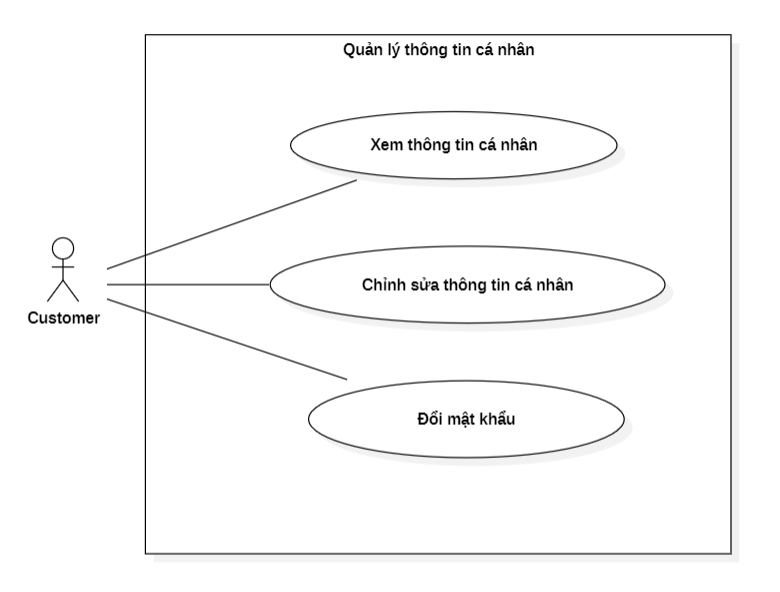 Quản lý thông tin cá nhân
Xem thông tin cá nhân
Chỉnh sửa thông tin cá nhân
Customer
Đổi mật khẩu